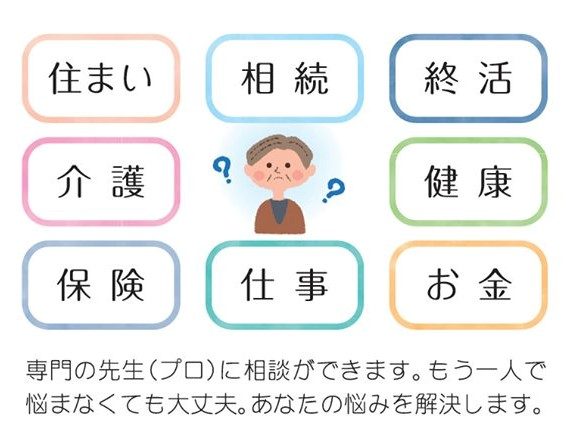 住まい
相続
終活
介護
?
?
健康
保険
仕事
お金
専門の先生（プロ）に相談ができます。もう一人で
悩まなくても大丈夫。あなたの悩みを解決します。